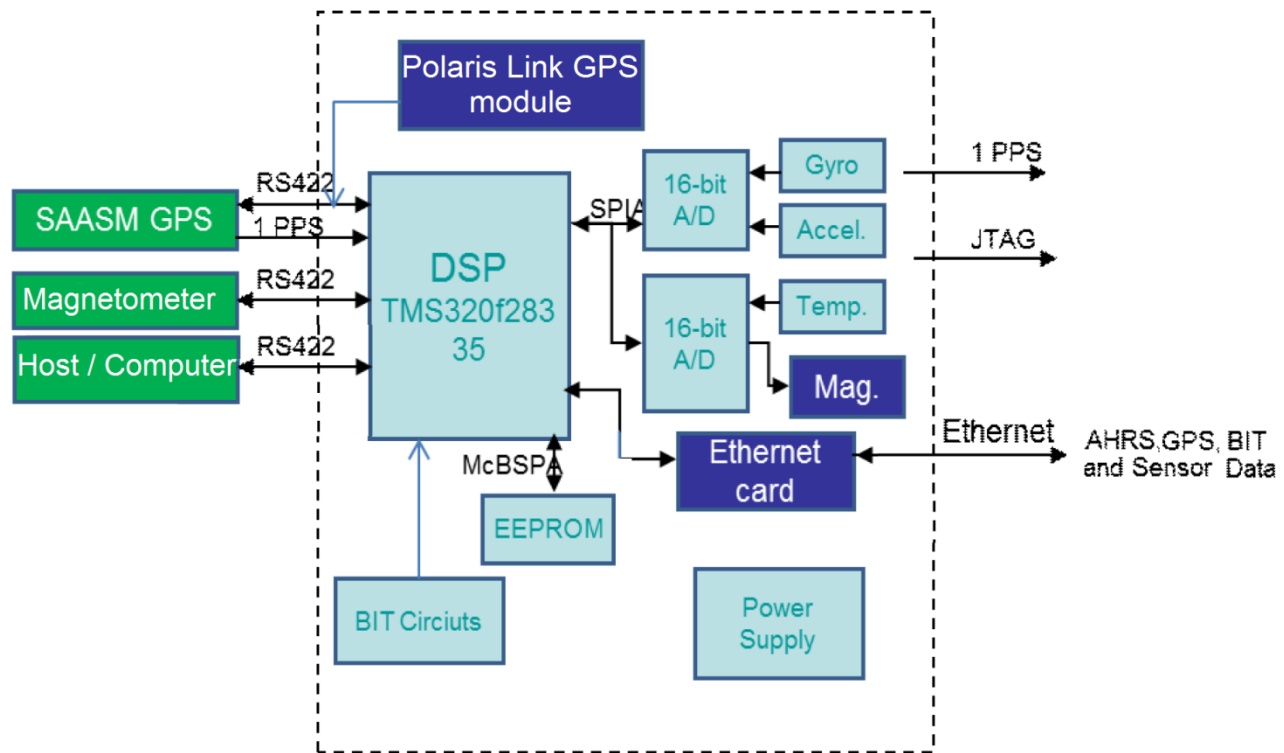 Polaris Link GPS
module
RS422
SAASM GPS
1 PPS
RS422
Magnetometer
RS422
Host / Computer
DSP
TMS320f283
35
SPIA
16-bit
A/D
Gyro
Accel.
1 PPS
JTAG
16-bit
A/D
Temp.
Mag.
McBSPA
EEPROM
Ethernet
card
Ethernet
AHRS,GPS, BIT
and Sensor Data
BIT Circiuts
Power
Supply